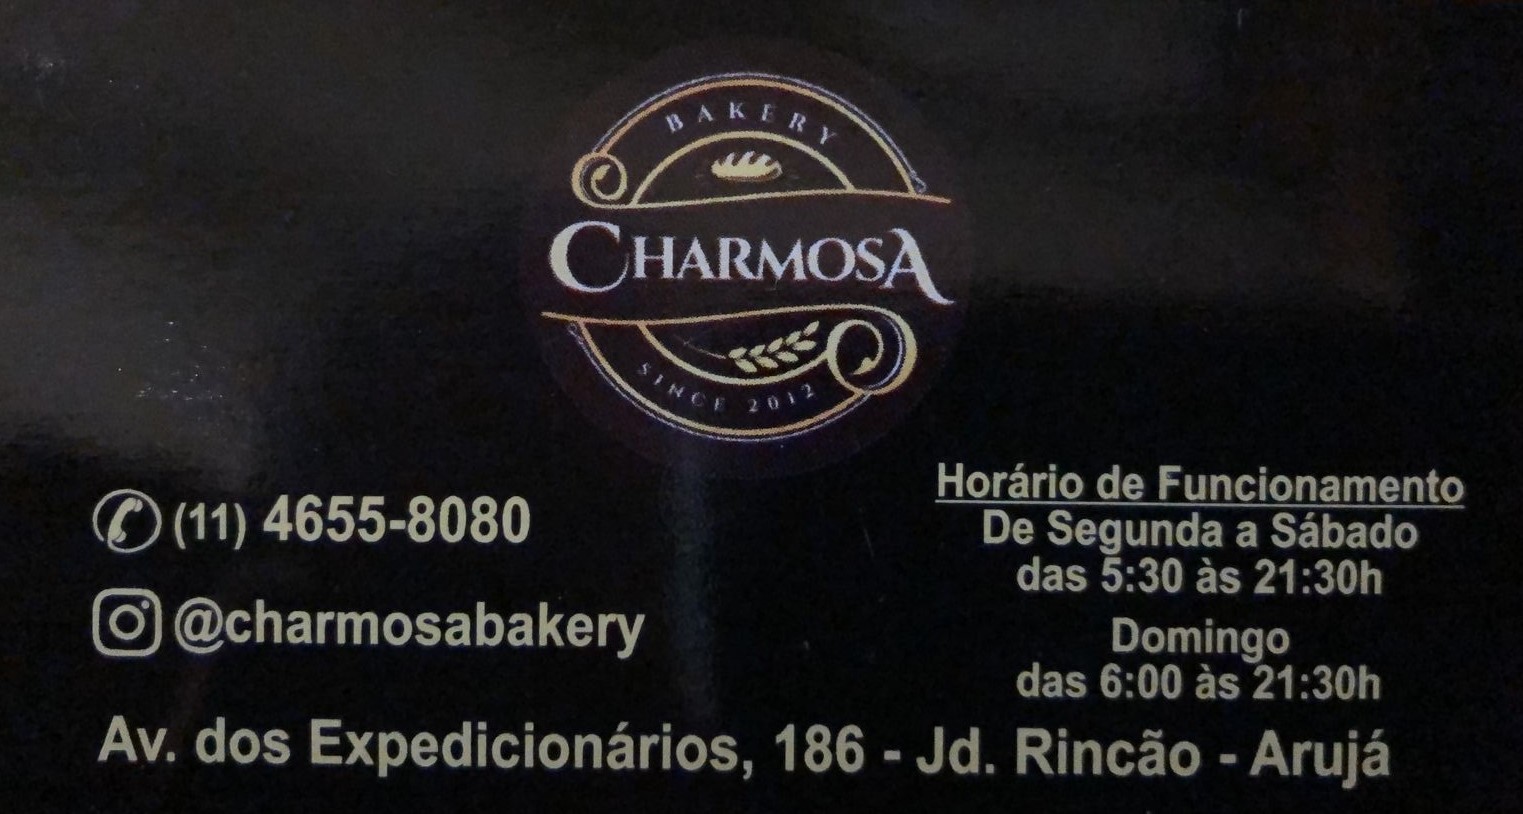 BAKERY
CHARMOSA
SINCE 2012
(11) 4655-8080
@charmosabakery
Horário de Funcionamento
De Segunda a Sábado
das 5:30 às 21:30h
Domingo
das 6:00 às 21:30h
Av. dos Expedicionários, 186 - Jd. Rincão - Arujá